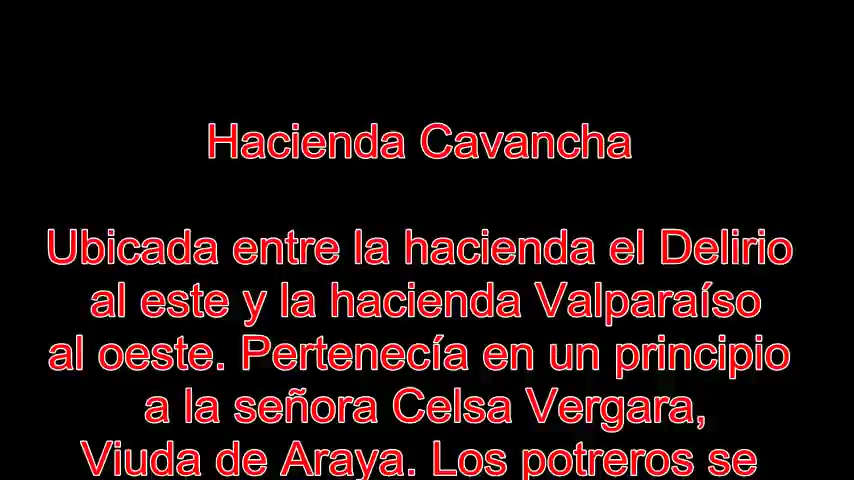 Hacienda Cavancha
Ubicada entre la hacienda el Delirio
al este y la hacienda Valparaíso
al oeste. Pertenecía en un principio
a la señora Celsa Vergara,
Viuda de Araya. Los potreros se